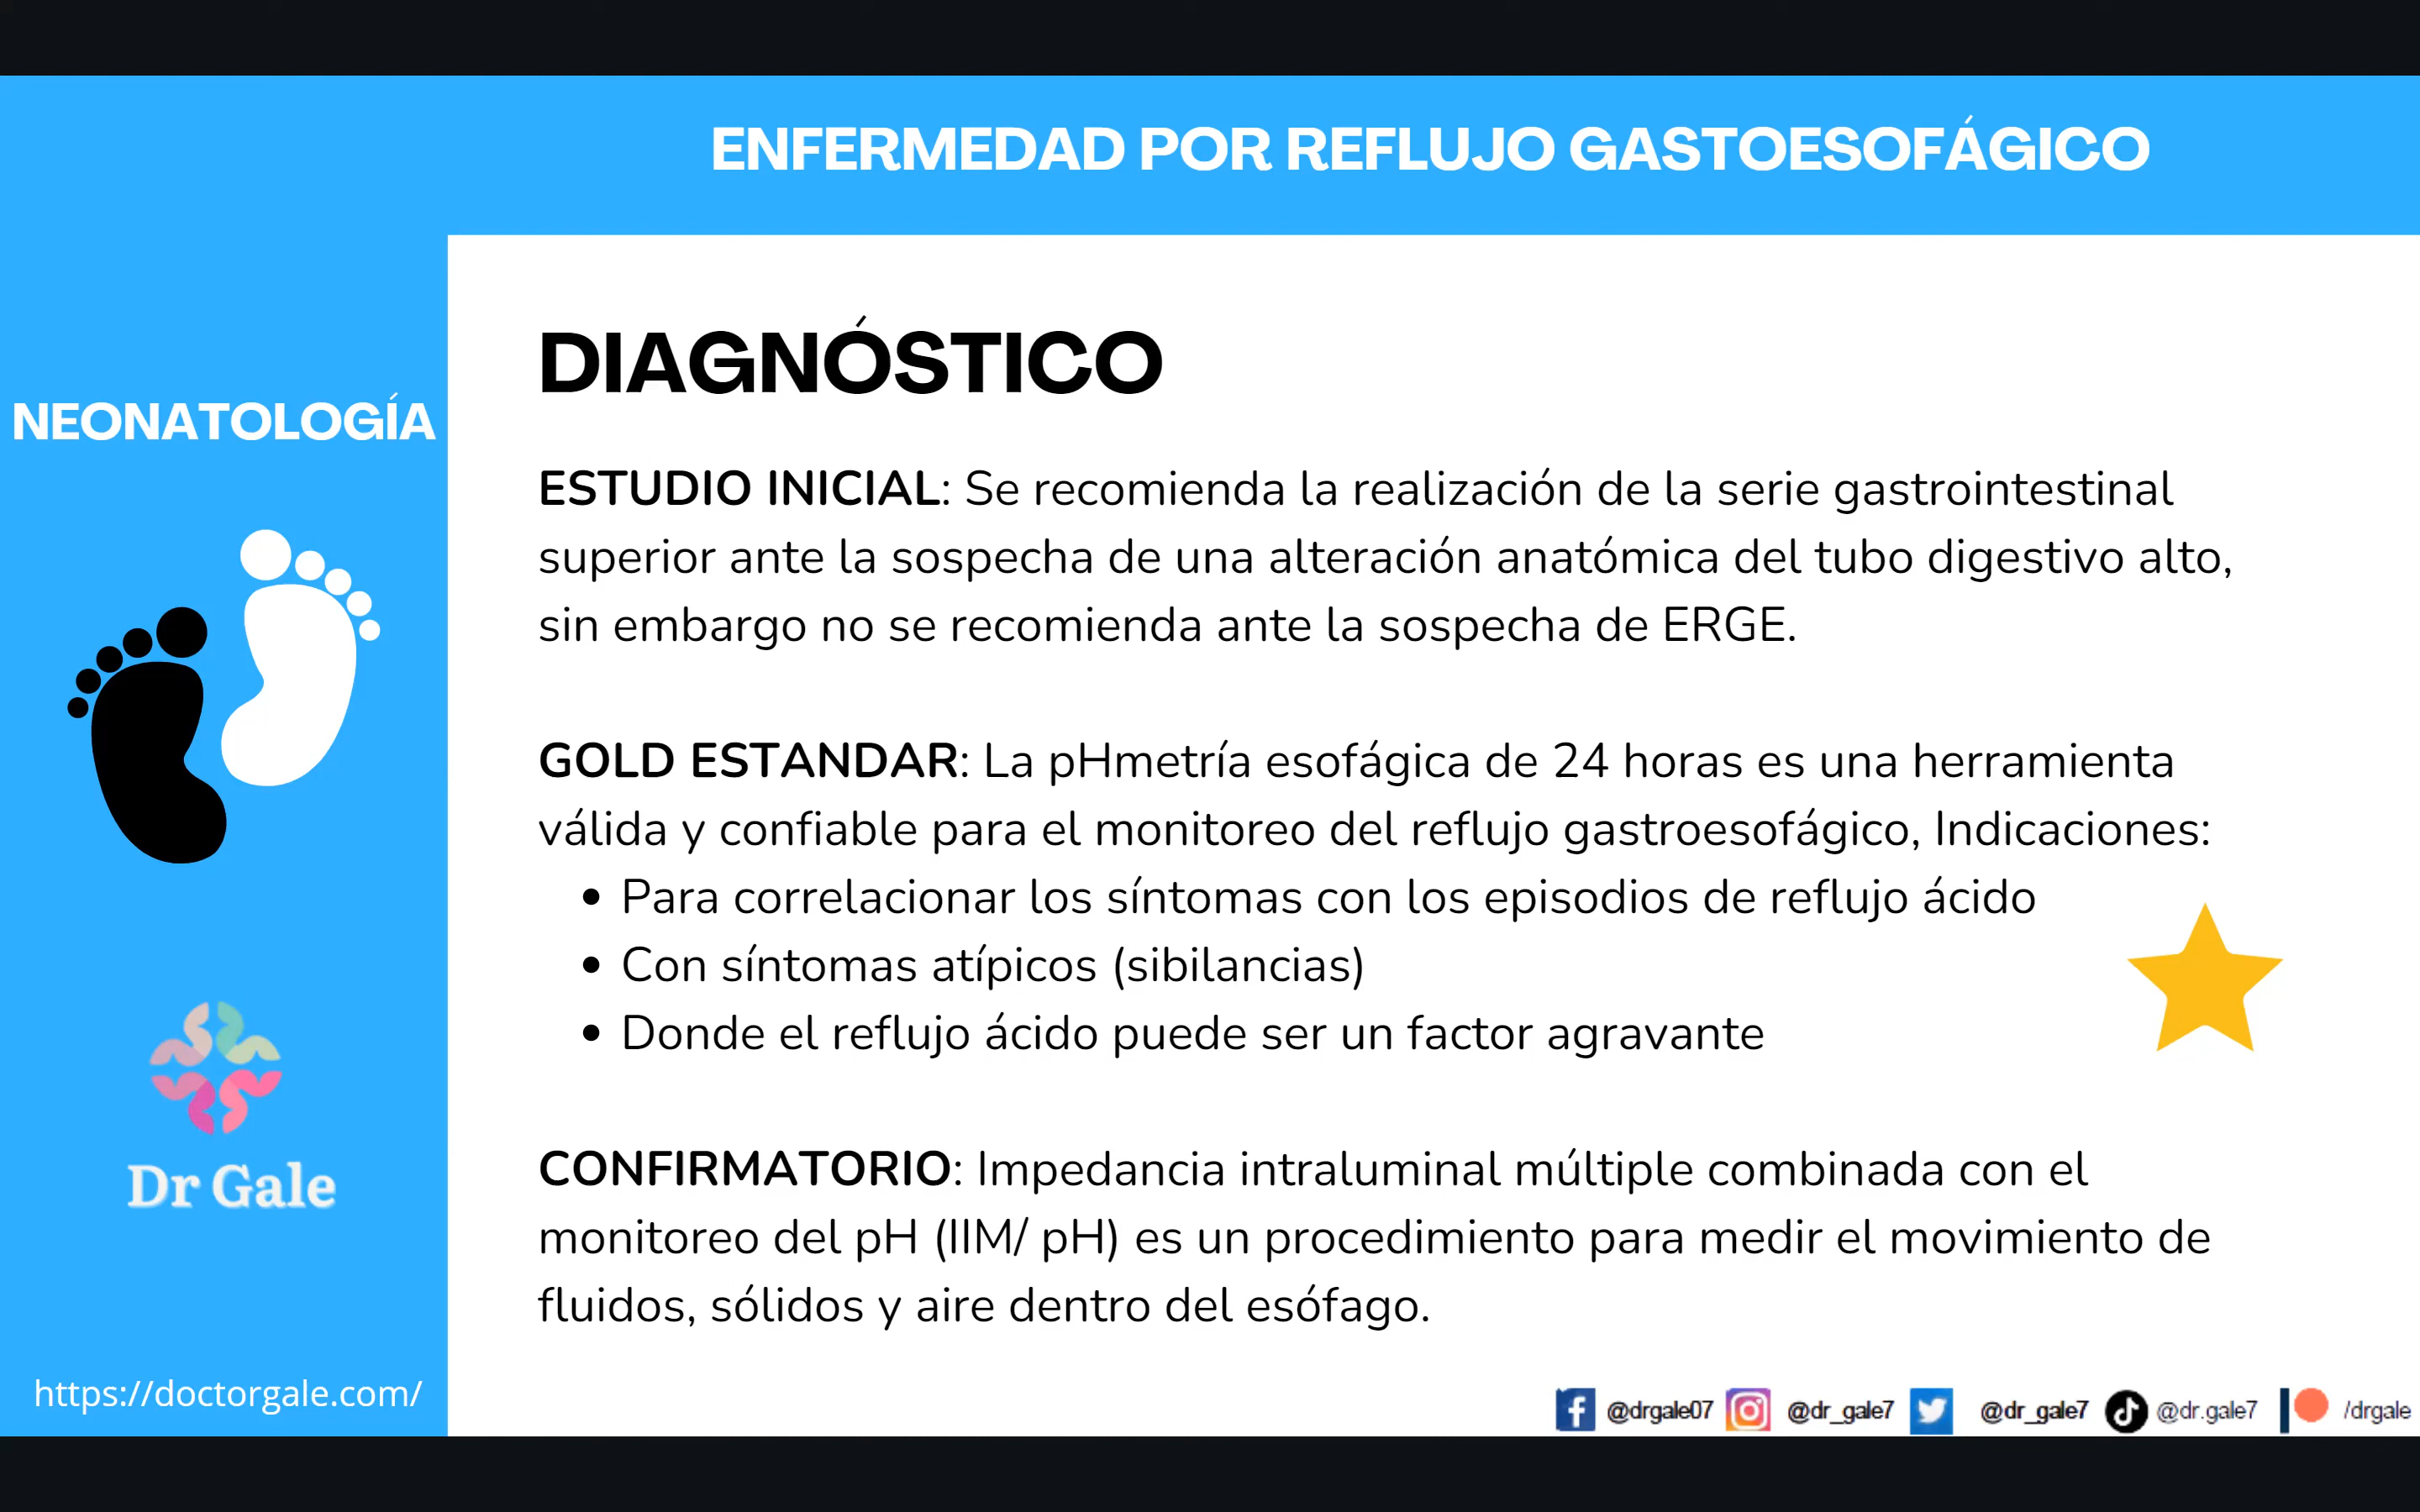 ENFERMEDAD POR REFLUJO GASTOESOFÁGICO
NEONATOLOGÍA
DIAGNÓSTICO
ESTUDIO INICIAL: Se recomienda la realización de la serie gastrointestinal
superior ante la sospecha de una alteración anatómica del tubo digestivo alto,
sin embargo no se recomienda ante la sospecha de ERGE.
GOLD ESTANDAR: La pHmetría esofágica de 24 horas es una herramienta
válida y confiable para el monitoreo del reflujo gastroesofágico, Indicaciones:
• Para correlacionar los síntomas con los episodios de reflujo ácido
• Con síntomas atípicos (sibilancias)
• Donde el reflujo ácido puede ser un factor agravante
CONFIRMATORIO: Impedancia intraluminal múltiple combinada con el
monitoreo del pH (IIM/ pH) es un procedimiento para medir el movimiento de
fluidos, sólidos y aire dentro del esófago.
Dr Gale
https://doctorgale.com/
@drgale07 @dr_gale7 @dr_gale7 @dr.gale7 /drgale